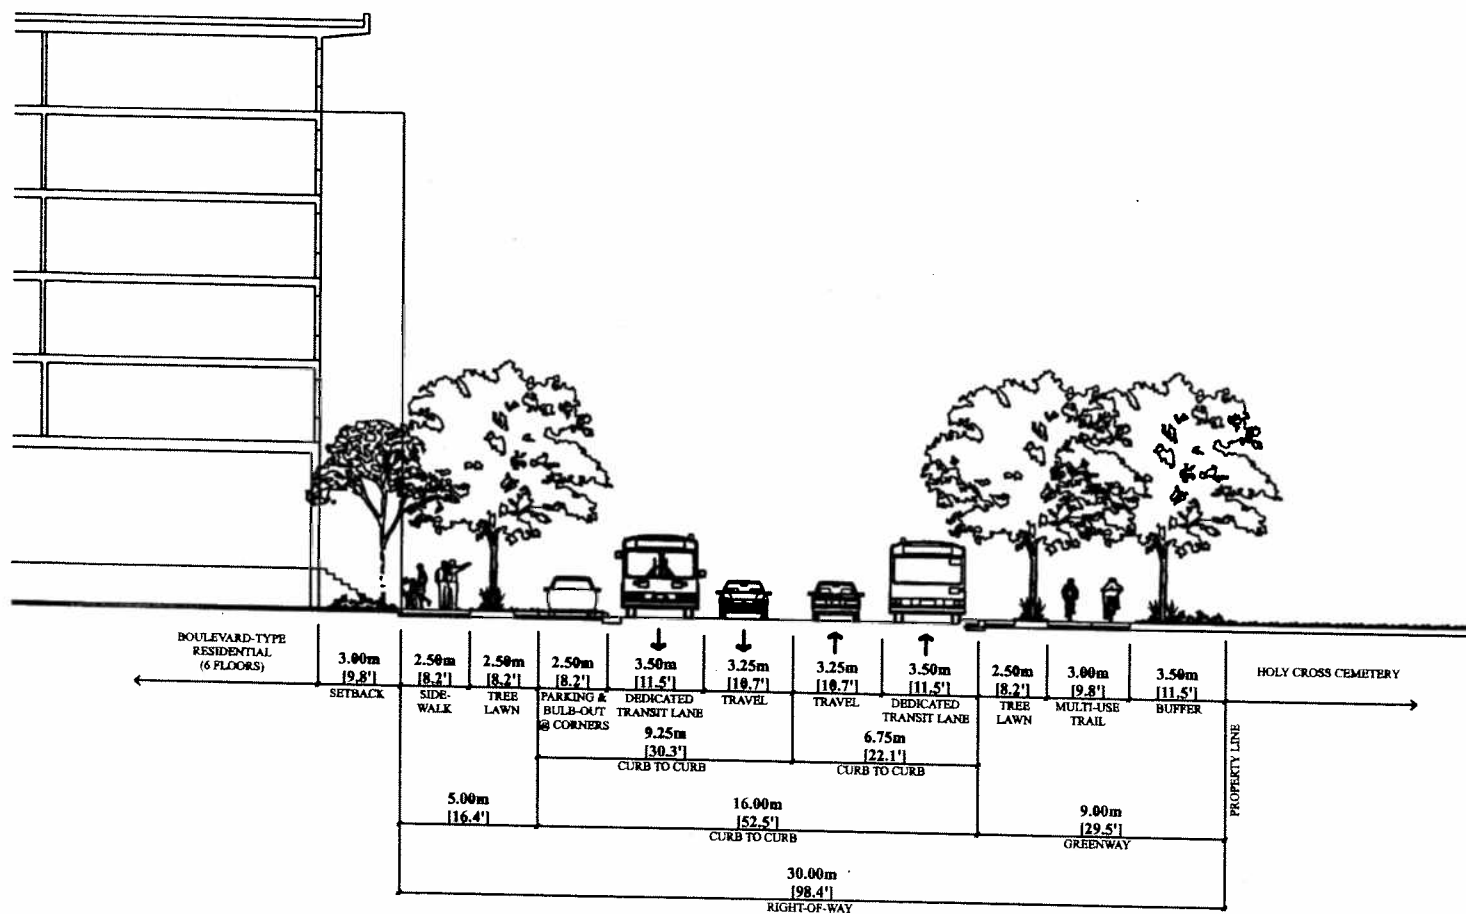 BOULEVARD-TYPE
RESIDENTIAL
(6 FLOORS)
3.00m
[9.8']
SETBACK
2.50m
[8.2']
SIDE-
WALK
2.50m
[8.2']
TREE
LAWN
2.50m
[8.2']
PARKING &
BULB-OUT
@ CORNERS
3.50m
[11.5']
DEDICATED
TRANSIT LANE
3.25m
[10.7']
TRAVEL
3.25m
[10.7']
TRAVEL
3.50m
[11.5']
DEDICATED
TRANSIT LANE
2.50m
[8.2']
TREE
LAWN
3.00m
[9.8']
MULTI-USE
TRAIL
3.50m
[11.5']
BUFFER
HOLY CROSS CEMETERY
PROPERTY LINE
9.25m
[30.3']
CURB TO CURB
6.75m
[22.1']
CURB TO CURB
5.00m
[16.4']
16.00m
[52.5']
CURB TO CURB
9.00m
[29.5']
GREENWAY
30.00m
[98.4']
RIGHT-OF-WAY